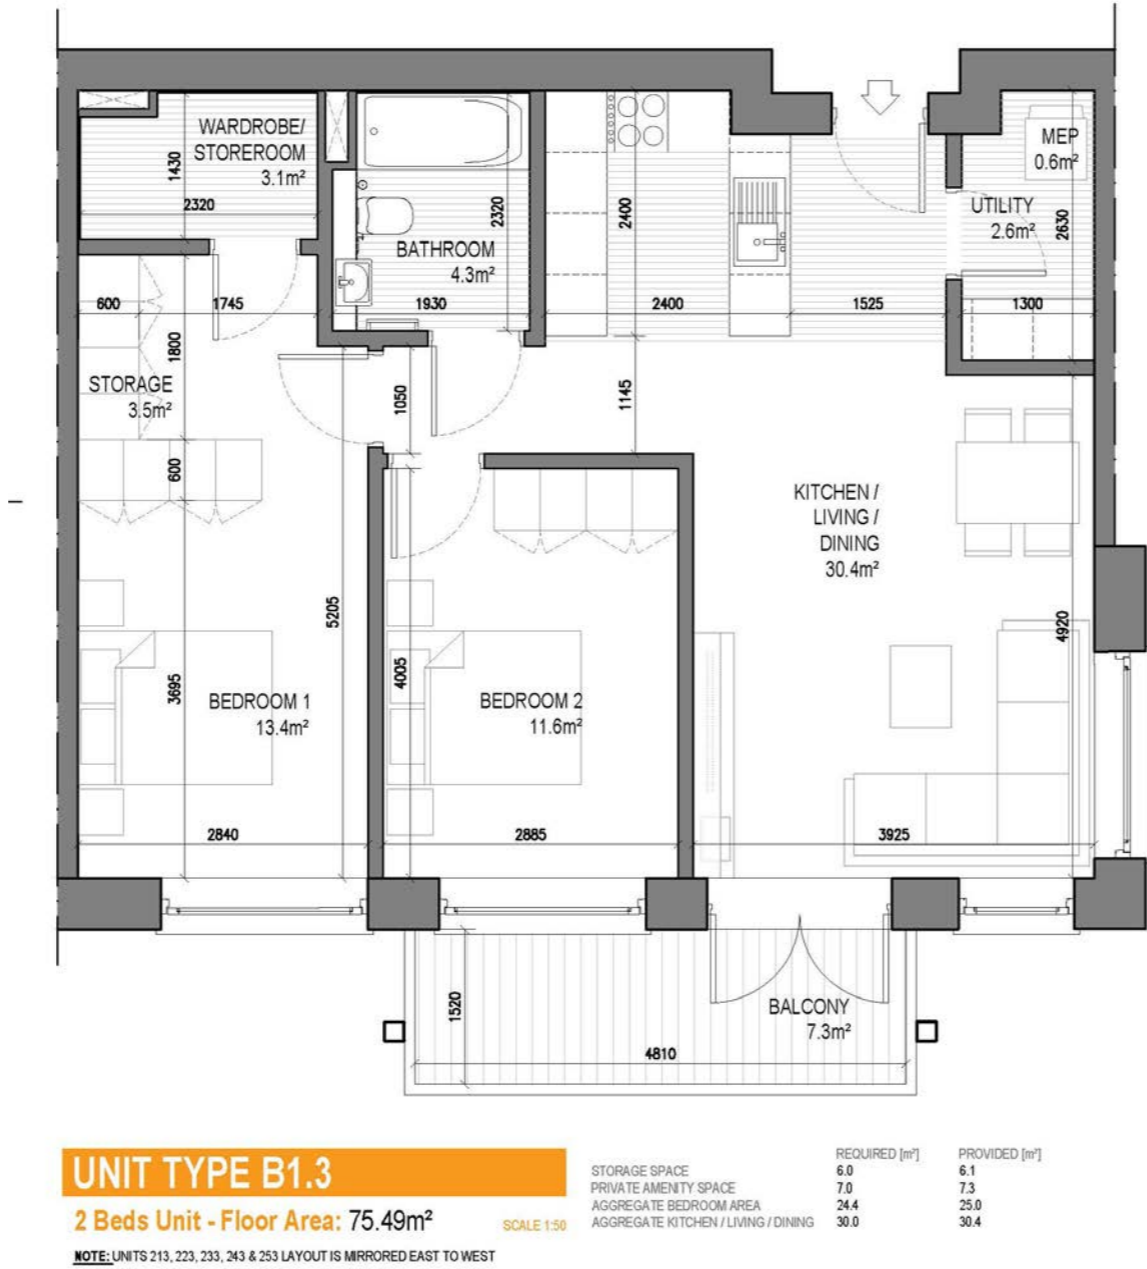 WARDROBE/
STOREROOM
3.1m²
1430
2320
BATHROOM
4.3m²
2320
1930
2400
2400
1525
MEP
0.6m²
UTILITY
2.6m²
2630
1300
600
1745
1800
STORAGE
3.5m²
600
1050
1145
KITCHEN /
LIVING /
DINING
30.4m²
5205
4920
3695
BEDROOM 1
13.4m²
4005
BEDROOM 2
11.6m²
2840
2885
3925
1520
BALCONY
7.3m²
4810
UNIT TYPE B1.3
2 Beds Unit - Floor Area: 75.49m²
SCALE 1:50
NOTE: UNITS 213, 223, 233, 243 & 253 LAYOUT IS MIRRORED EAST TO WEST
REQUIRED [m²] PROVIDED [m²]
STORAGE SPACE 6.0 6.1
PRIVATE AMENITY SPACE 7.0 7.3
AGGREGATE BEDROOM AREA 24.4 25.0
AGGREGATE KITCHEN / LIVING / DINING 30.0 30.4